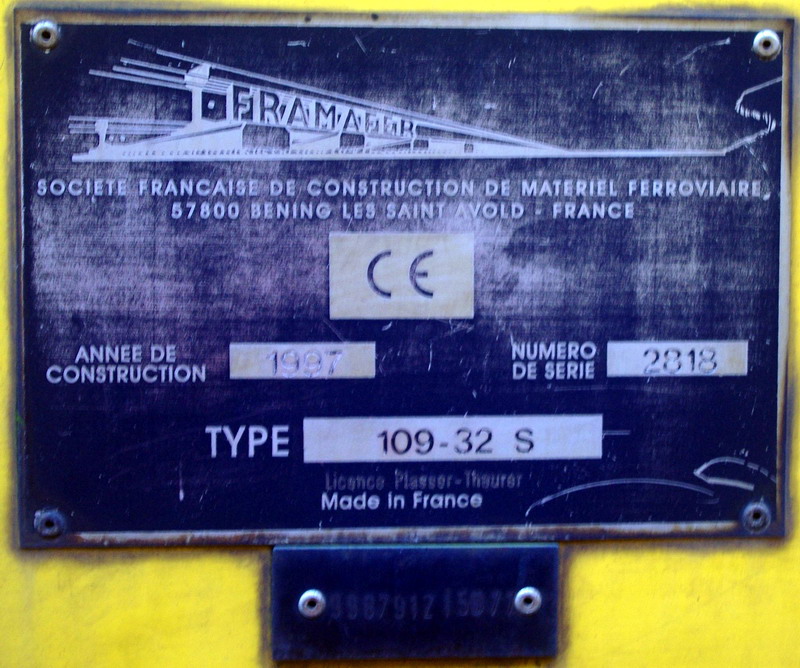 FRAMAFER
SOCIETE FRANCAISE DE CONSTRUCTION DE MATERIEL FERROVIAIRE
57800 BENING LES SAINT AVOLD - FRANCE
CE
ANNEE DE CONSTRUCTION 1997
NUMERO DE SERIE 2818
TYPE 109-32 S
Licence Plasser-Theurer
Made in France